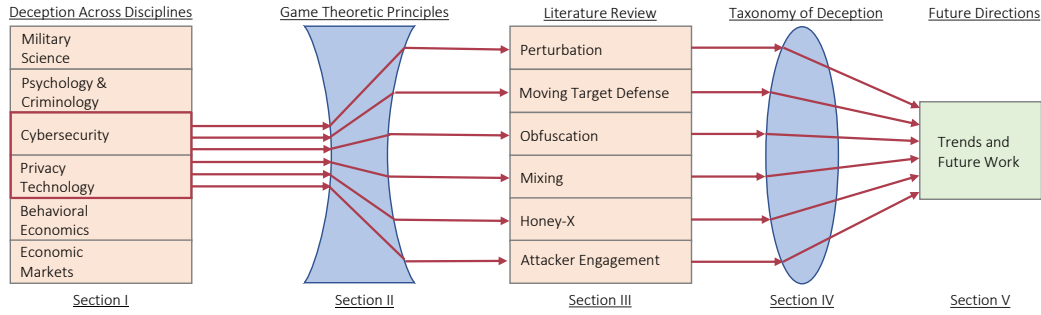 Deception Across Disciplines
Game Theoretic Principles
Literature Review
Taxonomy of Deception
Future Directions
Military
Science
Psychology &
Criminology
Cybersecurity
Privacy
Technology
Behavioral
Economics
Economic
Markets
Perturbation
Moving Target Defense
Obfuscation
Mixing
Honey-X
Attacker Engagement
Trends and
Future Work
Section I
Section II
Section III
Section IV
Section V